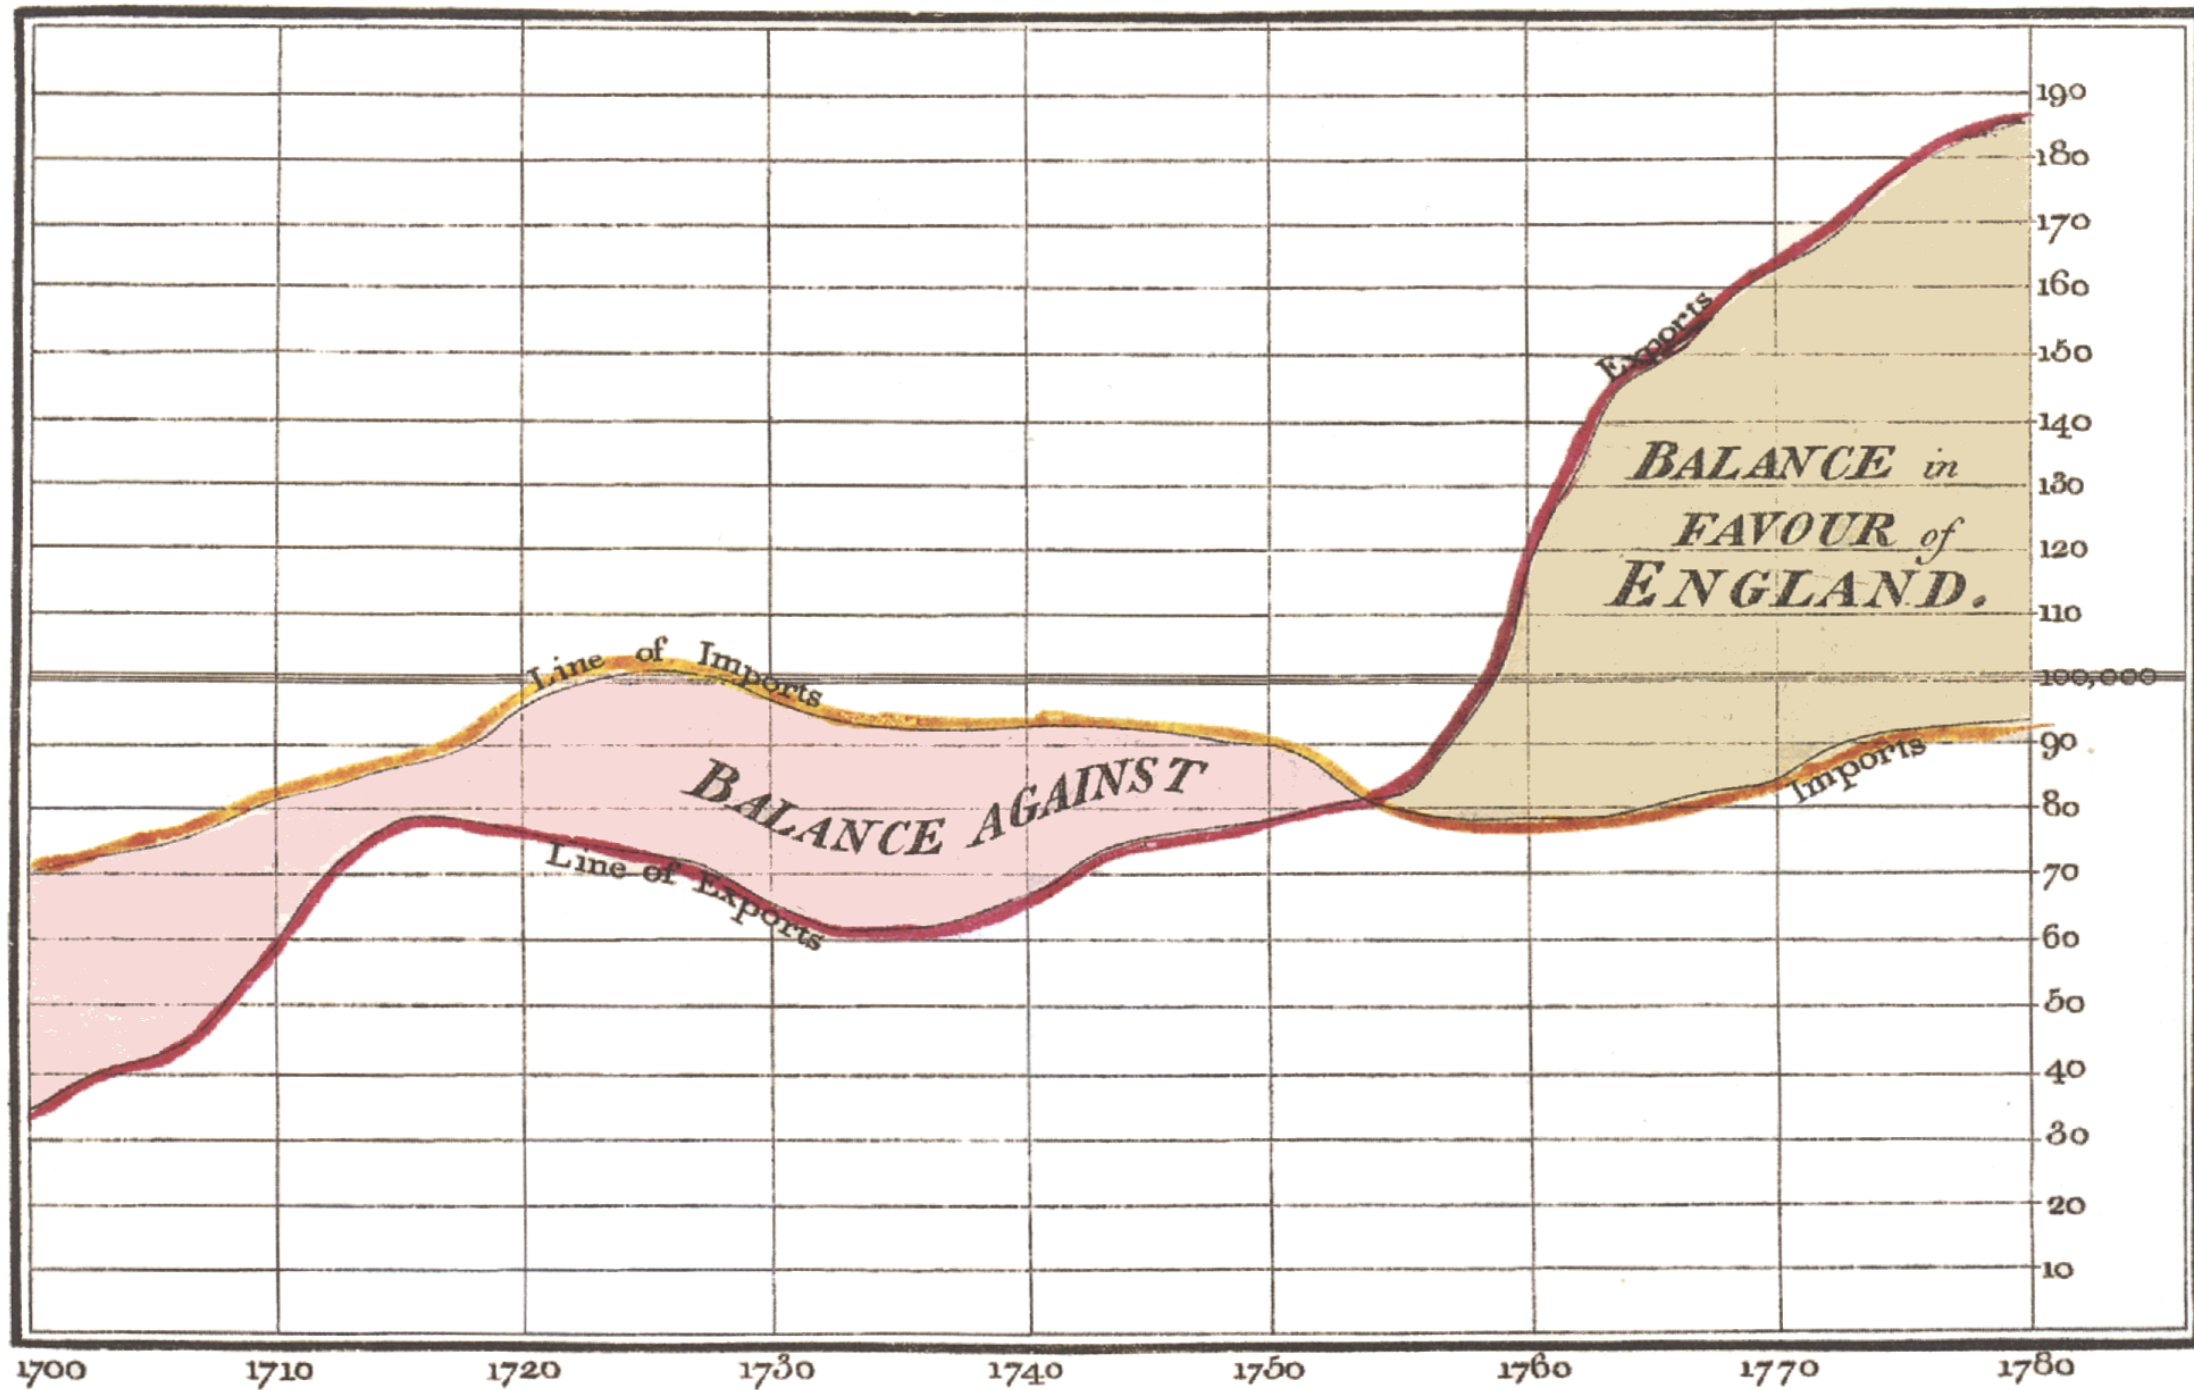 190
180
170
160
Exports
150
140
BALANCE in
130
FAVOUR of
120
ENGLAND.
110
Line of Imports
100,000
90
Imports
BALANCE AGAINST
80
Line of Exports
70
60
50
40
30
20
10
1700 1710 1720 1730 1740 1750 1760 1770 1780